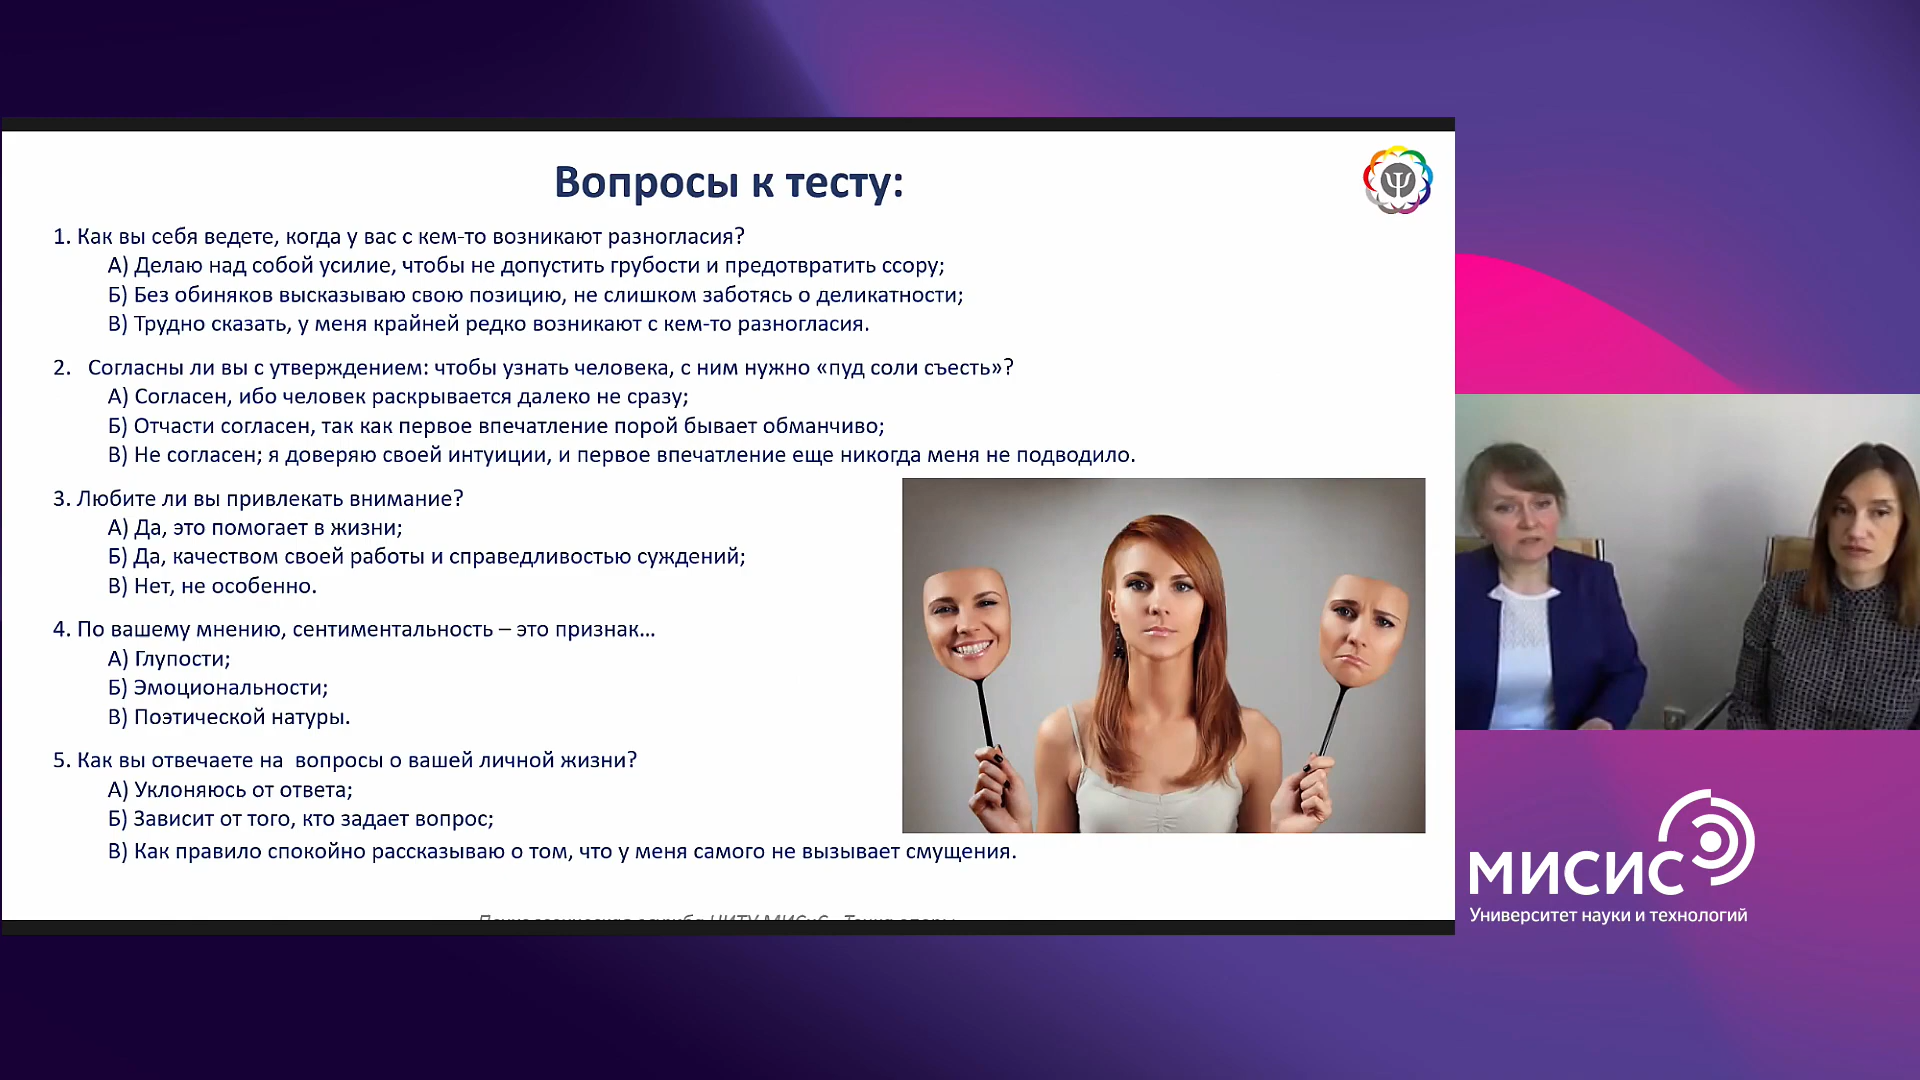 Вопросы к тесту:
Ψ
1. Как вы себя ведете, когда у вас с кем-то возникают разногласия?
А) Делаю над собой усилие, чтобы не допустить грубости и предотвратить ссору;
Б) Без обиняков высказываю свою позицию, не слишком заботясь о деликатности;
В) Трудно сказать, у меня крайней редко возникают с кем-то разногласия.
2. Согласны ли вы с утверждением: чтобы узнать человека, с ним нужно «пуд соли съесть»?
А) Согласен, ибо человек раскрывается далеко не сразу;
Б) Отчасти согласен, так как первое впечатление порой бывает обманчиво;
В) Не согласен; я доверяю своей интуиции, и первое впечатление еще никогда меня не подводило.
3. Любите ли вы привлекать внимание?
А) Да, это помогает в жизни;
Б) Да, качеством своей работы и справедливостью суждений;
В) Нет, не особенно.
4. По вашему мнению, сентиментальность – это признак...
А) Глупости;
Б) Эмоциональности;
В) Поэтической натуры.
5. Как вы отвечаете на вопросы о вашей личной жизни?
А) Уклоняюсь от ответа;
Б) Зависит от того, кто задает вопрос;
В) Как правило спокойно рассказываю о том, что у меня самого не вызывает смущения.
МИСИС
Университет науки и технологий